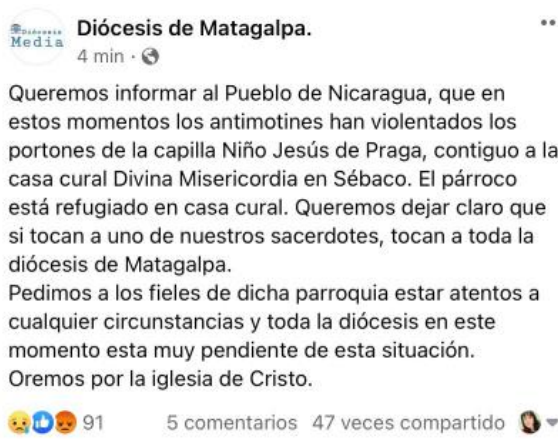 Diócesis
Media
Diócesis de Matagalpa.
4 min ·
Queremos informar al Pueblo de Nicaragua, que en
estos momentos los antimotines han violentados los
portones de la capilla Niño Jesús de Praga, contiguo a la
casa cural Divina Misericordia en Sébaco. El párroco
está refugiado en casa cural. Queremos dejar claro que
si tocan a uno de nuestros sacerdotes, tocan a toda la
diócesis de Matagalpa.
Pedimos a los fieles de dicha parroquia estar atentos a
cualquier circunstancias y toda la diócesis en este
momento esta muy pendiente de esta situación.
Oremos por la iglesia de Cristo.
91 5 comentarios 47 veces compartido